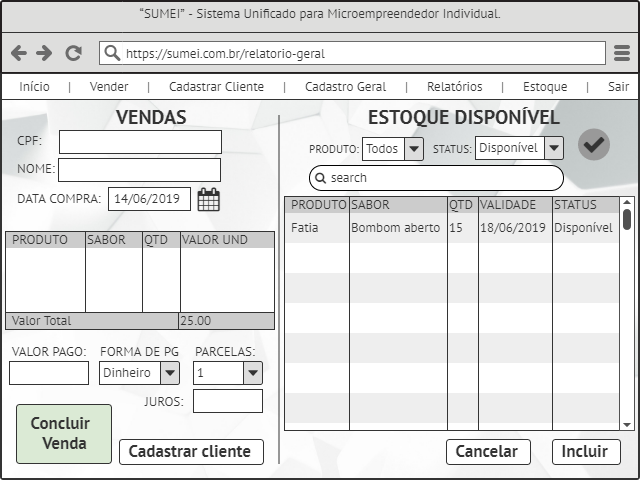 “SUMEI” - Sistema Unificado para Microempreendedor Individual.
https://sumei.com.br/relatorio-geral
Início | Vender | Cadastrar Cliente | Cadastro Geral | Relatórios | Estoque | Sair
VENDAS
CPF:
NOME:
DATA COMPRA: 14/06/2019
PRODUTO SABOR QTD VALOR UND
Valor Total 25.00
VALOR PAGO: FORMA DE PG PARCELAS:
Dinheiro 1
JUROS:
Concluir
Venda
Cadastrar cliente
ESTOQUE DISPONÍVEL
PRODUTO: Todos STATUS: Disponível
search
PRODUTO SABOR QTD VALIDADE STATUS
Fatia Bombom aberto 15 18/06/2019 Disponível
Cancelar Incluir